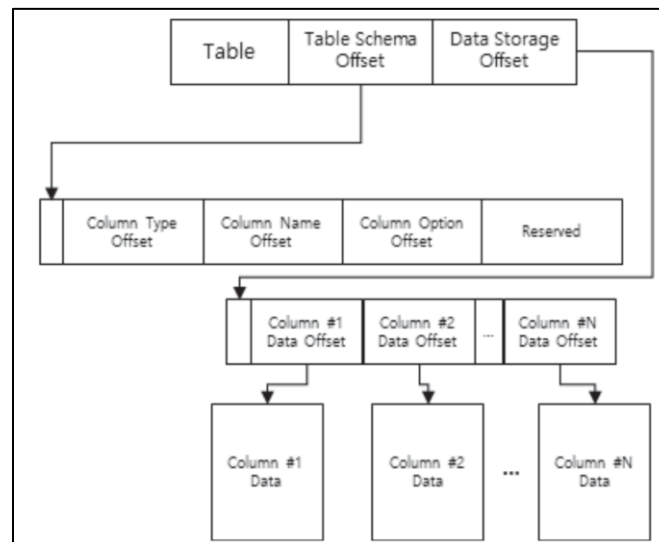 Table
Table Schema
Offset
Data Storage
Offset
Column Type
Offset
Column Name
Offset
Column Option
Offset
Reserved
Column #1
Data Offset
Column #2
Data Offset
...
Column #N
Data Offset
Column #1
Data
Column #2
Data
...
Column #N
Data